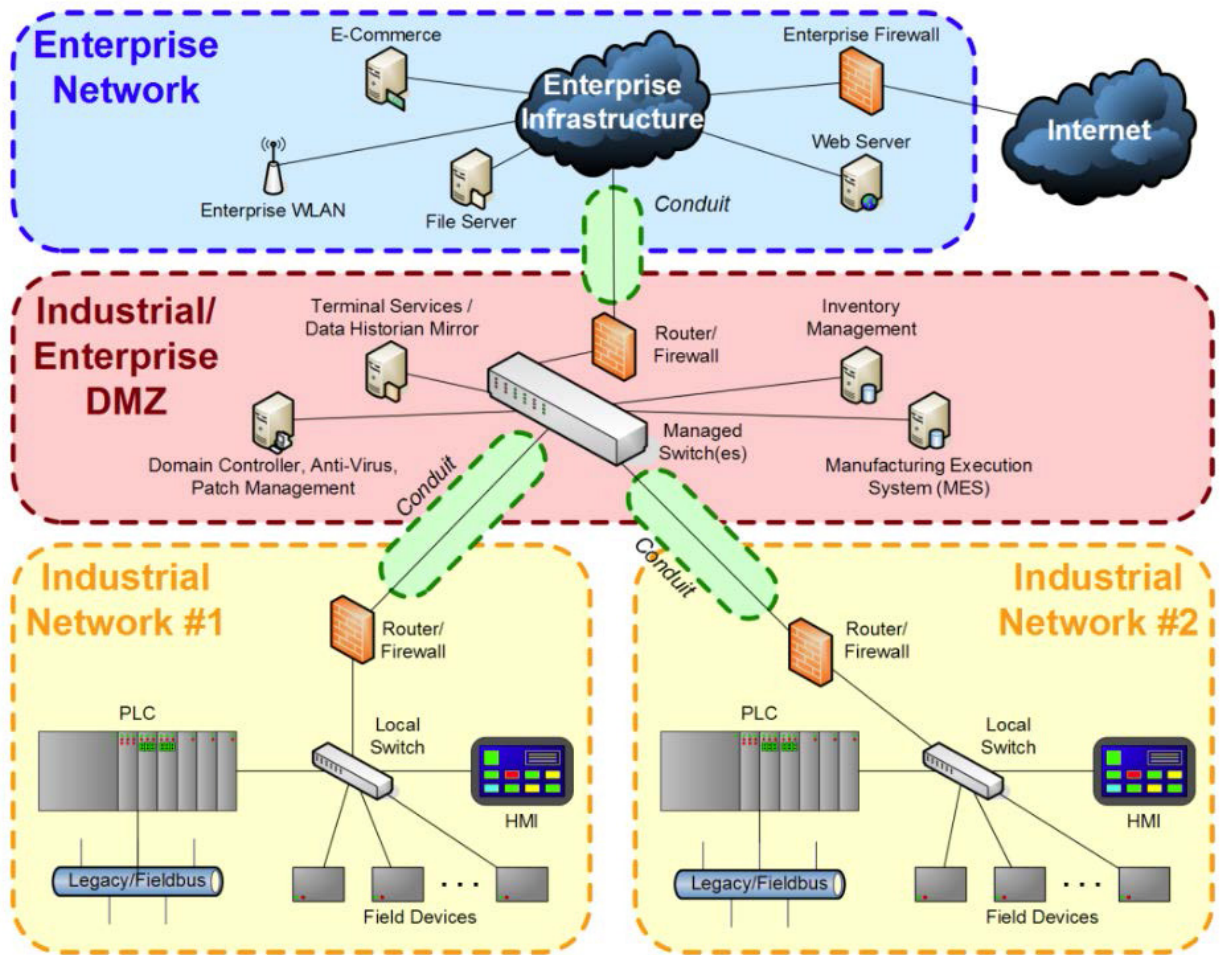 Enterprise
Network
E-Commerce
Enterprise
Infrastructure
Enterprise Firewall
Internet
Web Server
Enterprise WLAN
File Server
Conduit
Industrial/
Enterprise
DMZ
Terminal Services /
Data Historian Mirror
Router/
Firewall
Inventory
Management
Domain Controller, Anti-Virus,
Patch Management
Managed
Switch(es)
Manufacturing Execution
System (MES)
Conduit
Conduit
Industrial
Network #1
Router/
Firewall
PLC
Local
Switch
HMI
Legacy/Fieldbus
Field Devices
Industrial
Network #2
Router/
Firewall
PLC
Local
Switch
HMI
Legacy/Fieldbus
Field Devices